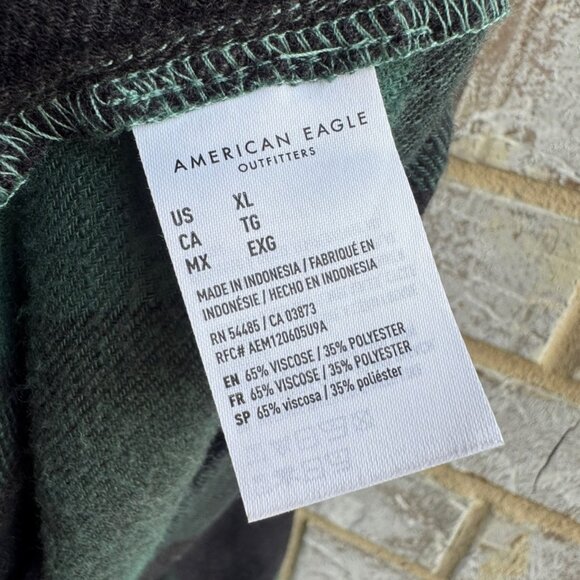 AMERICAN EAGLE
OUTFITTERS
US XL
CA TG
MX EXG
MADE IN INDONESIA / FABRIQUÉ EN
INDONÉSIE / HECHO EN INDONESIA
RN 54485 / CA 03873
RFC# AEM120605U9A
EN 65% VISCOSE / 35% POLYESTER
FR 65% VISCOSE / 35% POLYESTER
SP 65% viscosa / 35% poliéster